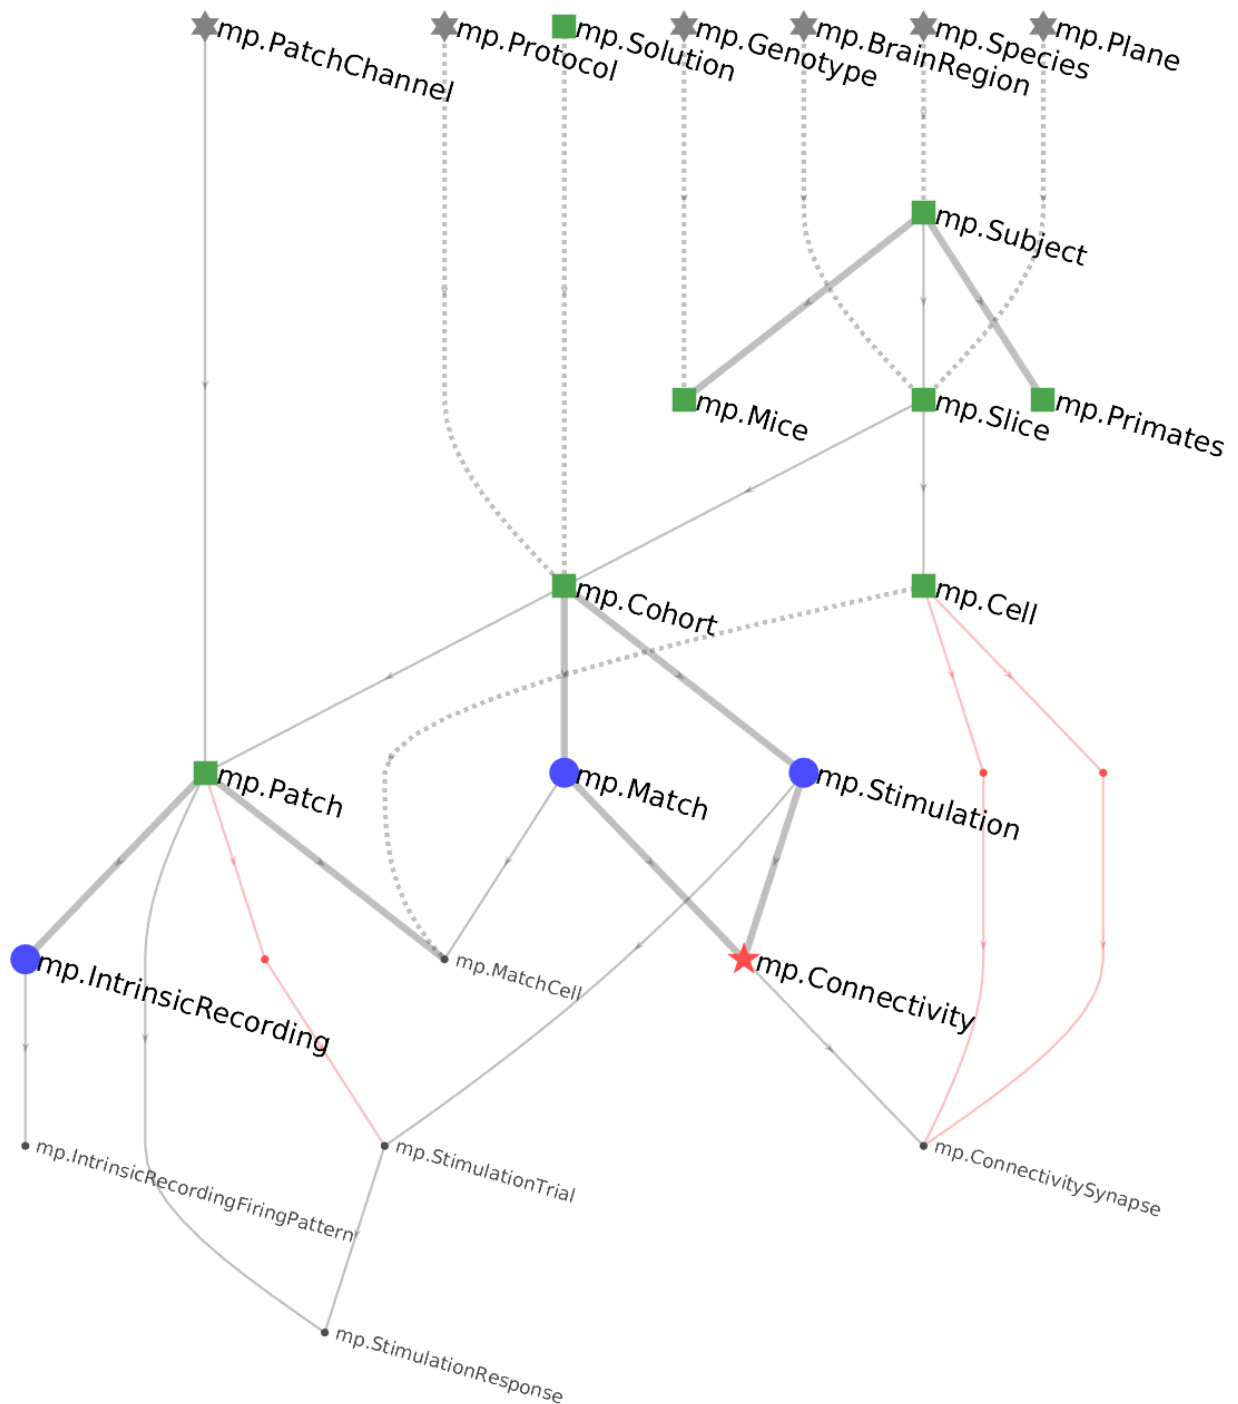 mp.PatchChannel
mp.Protocol
mp.Solution
mp.Genotype
mp.BrainRegion
mp.Species
mp.Plane
mp.Subject
mp.Mice
mp.Slice
mp.Primates
mp.Cohort
mp.Cell
mp.Patch
mp.Match
mp.Stimulation
mp.IntrinsicRecording
mp.MatchCell
mp.Connectivity
mp.IntrinsicRecordingFiringPattern
mp.StimulationTrial
mp.ConnectivitySynapse
mp.StimulationResponse